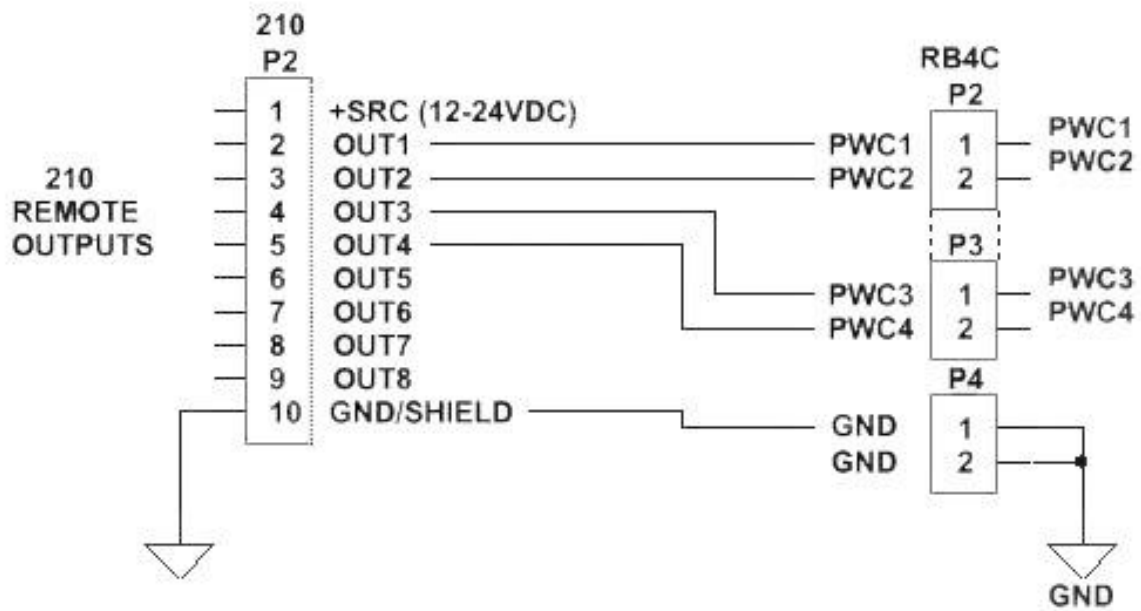 210
P2
210
REMOTE
OUTPUTS
1 +SRC (12-24VDC)
2 OUT1
3 OUT2
4 OUT3
5 OUT4
6 OUT5
7 OUT6
8 OUT7
9 OUT8
10 GND/SHIELD
RB4C
P2
PWC1 1 PWC1
PWC2 2 PWC2
P3
PWC3 1 PWC3
PWC4 2 PWC4
P4
GND 1
GND 2
GND